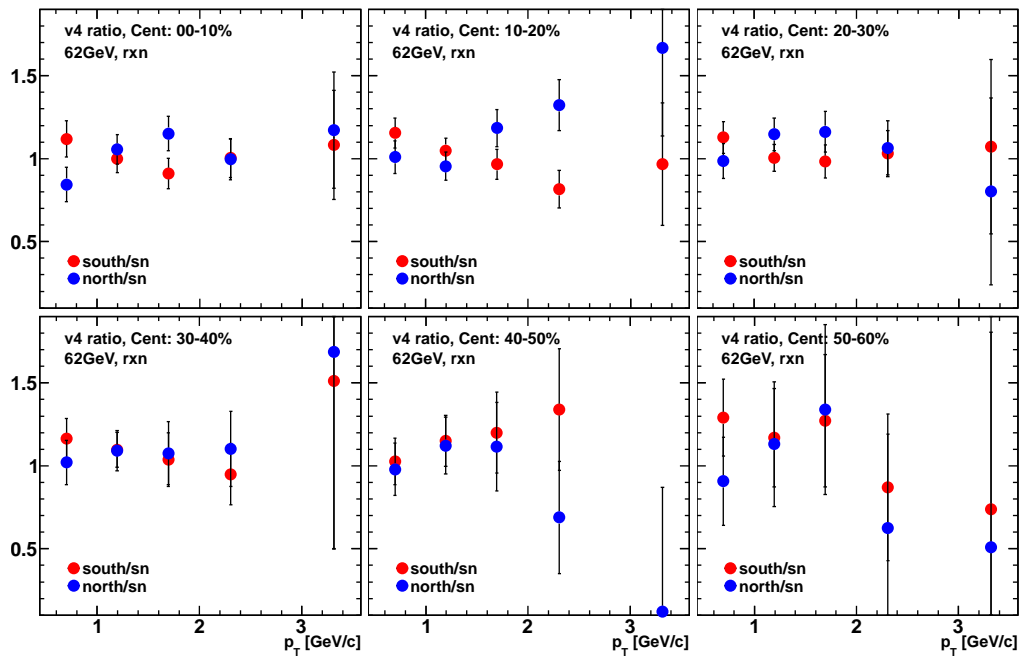 v4 ratio, Cent: 00-10%
62GeV, rxn
1.5
1
0.5
south/sn
north/sn
v4 ratio, Cent: 10-20%
62GeV, rxn
south/sn
north/sn
v4 ratio, Cent: 20-30%
62GeV, rxn
south/sn
north/sn
v4 ratio, Cent: 30-40%
62GeV, rxn
1.5
1
0.5
south/sn
north/sn
1 2 3
p_T [GeV/c]
v4 ratio, Cent: 40-50%
62GeV, rxn
south/sn
north/sn
1 2 3
p_T [GeV/c]
v4 ratio, Cent: 50-60%
62GeV, rxn
south/sn
north/sn
1 2 3
p_T [GeV/c]